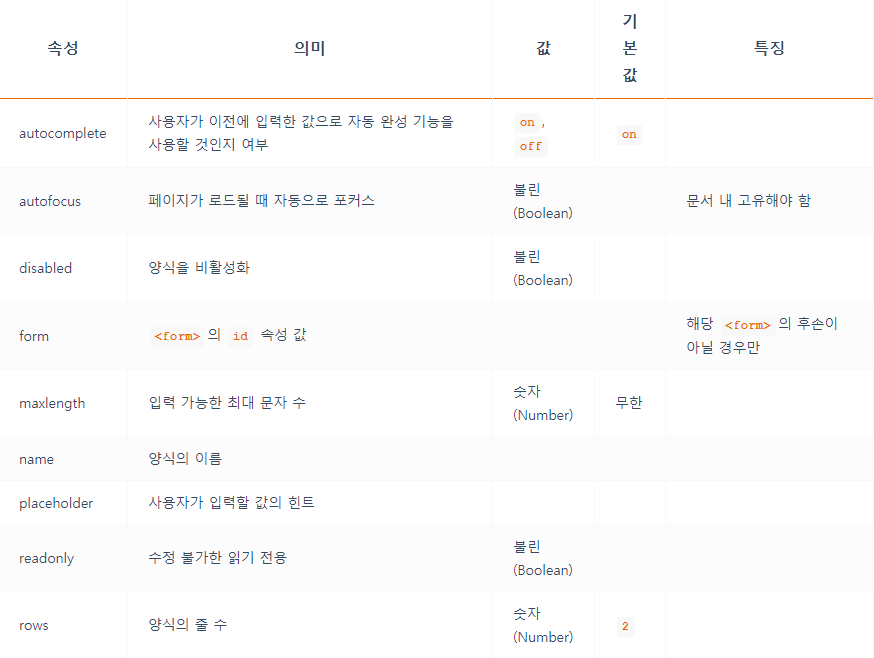 속성 의미 값 기본값 특징
autocomplete 사용자가 이전에 입력한 값으로 자동 완성 기능을 사용할 것인지 여부 on, off on
autofocus 페이지가 로드될 때 자동으로 포커스 불린(Boolean) 문서 내 고유해야 함
disabled 양식을 비활성화 불린(Boolean)
form <form>의 id 속성 값 해당 <form>의 후손이 아닐 경우만
maxlength 입력 가능한 최대 문자 수 숫자(Number) 무한
name 양식의 이름
placeholder 사용자가 입력할 값의 힌트
readonly 수정 불가한 읽기 전용 불린(Boolean)
rows 양식의 줄 수 숫자(Number) 2